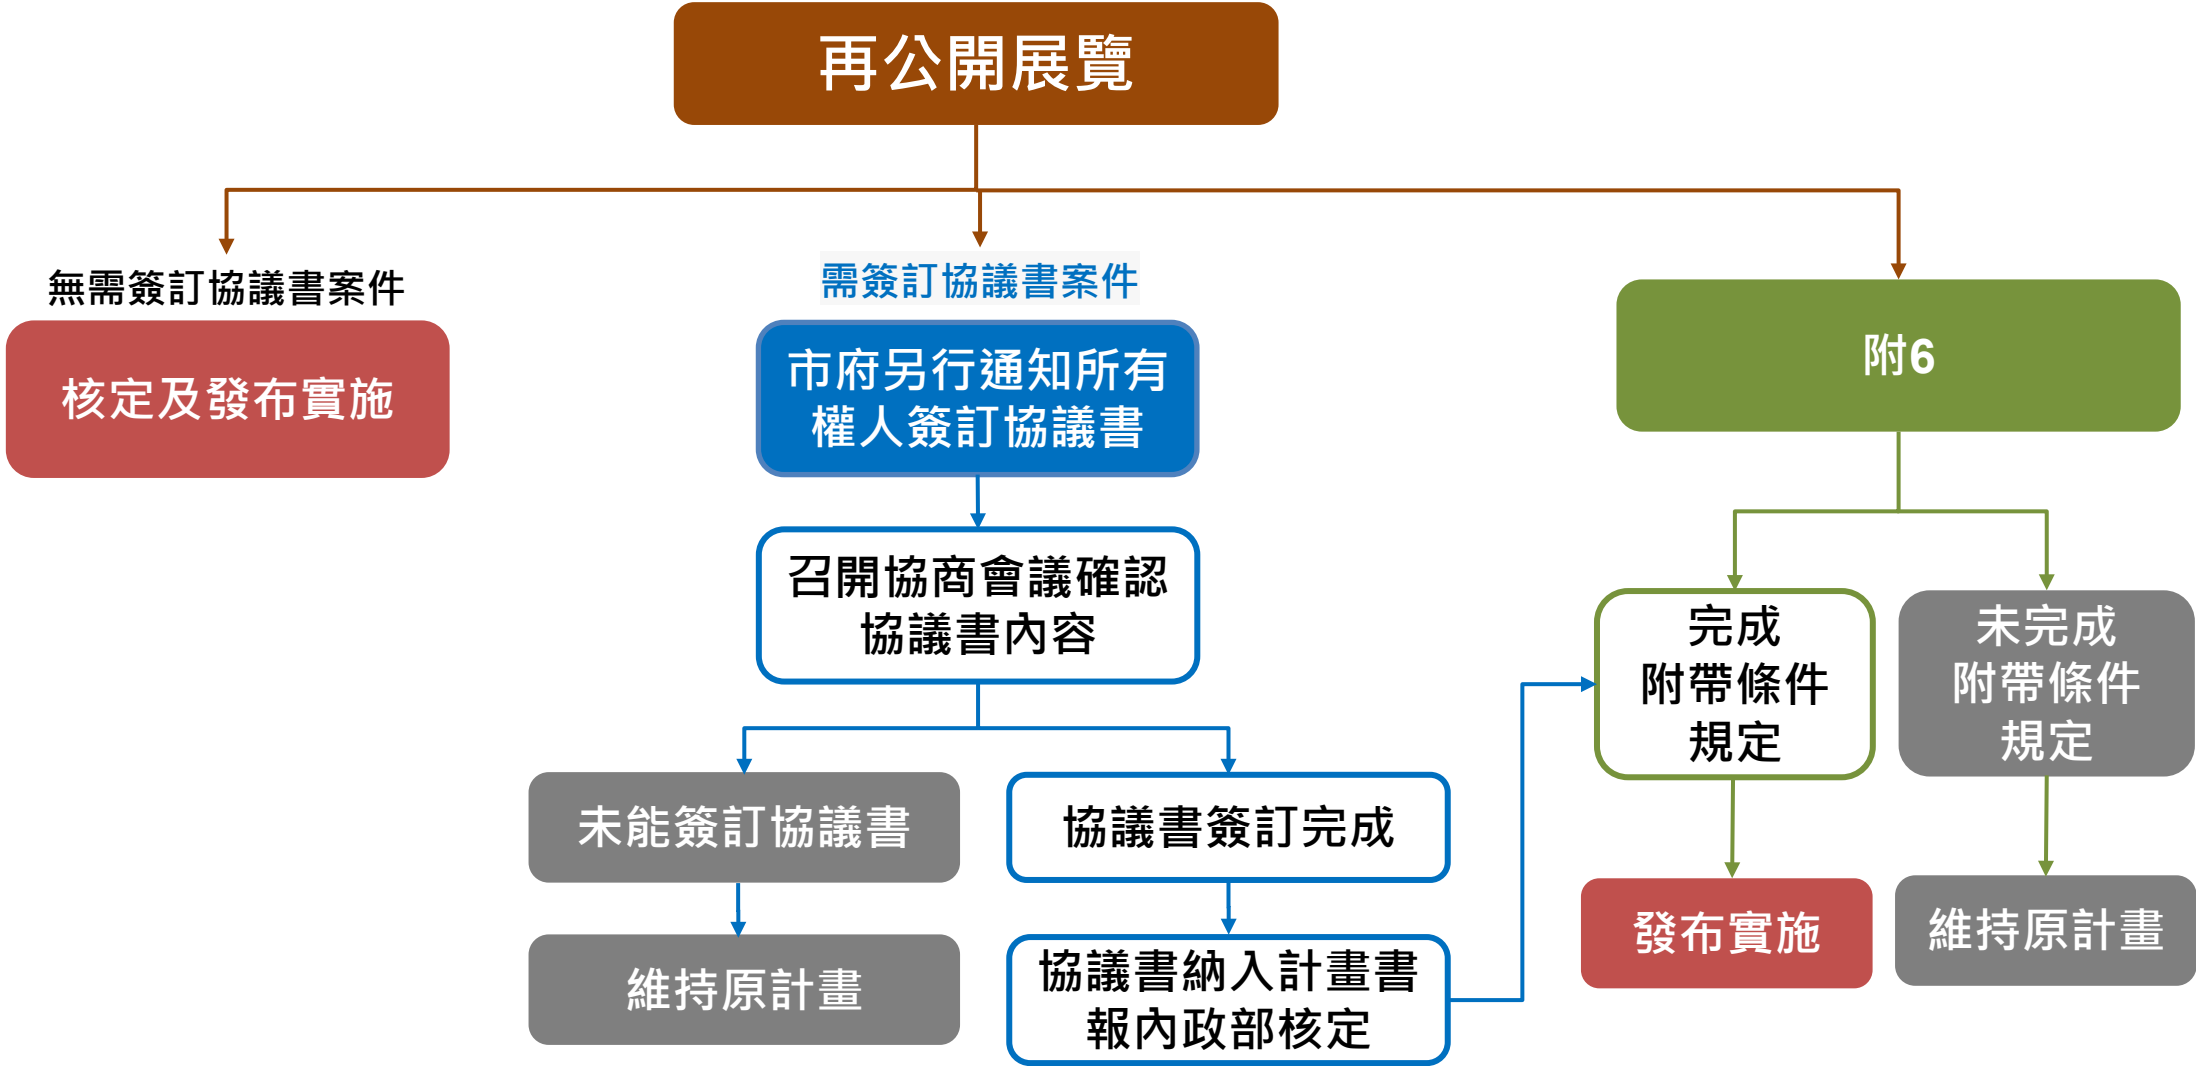 再公開展覽
無需簽訂協議書案件
核定及發布實施
需簽訂協議書案件
市府另行通知所有
權人簽訂協議書
召開協商會議確認
協議書內容
未能簽訂協議書
維持原計畫
協議書簽訂完成
協議書納入計畫書
報內政部核定
附6
完成
附帶條件
規定
發布實施
未完成
附帶條件
規定
維持原計畫